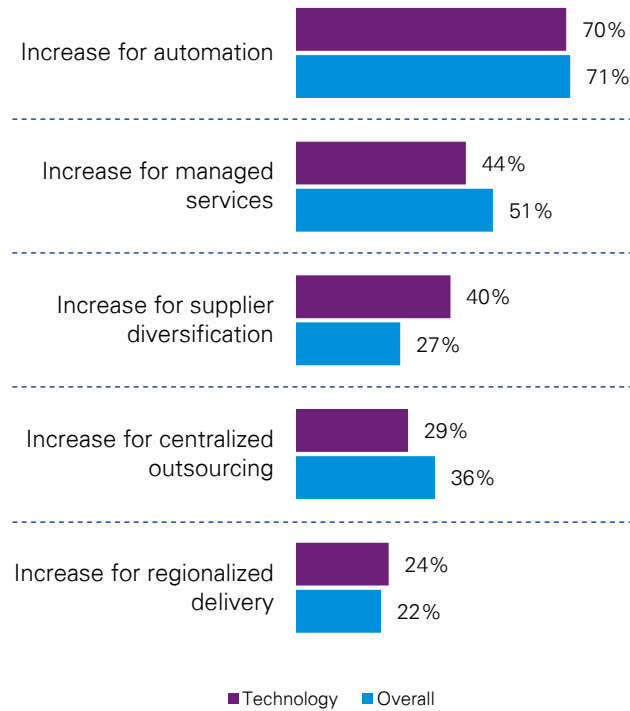 70%
Increase for automation
71%
44%
Increase for managed
services
51%
40%
Increase for supplier
diversification
27%
29%
Increase for centralized
outsourcing
36%
24%
Increase for regionalized
delivery
22%
Technology Overall